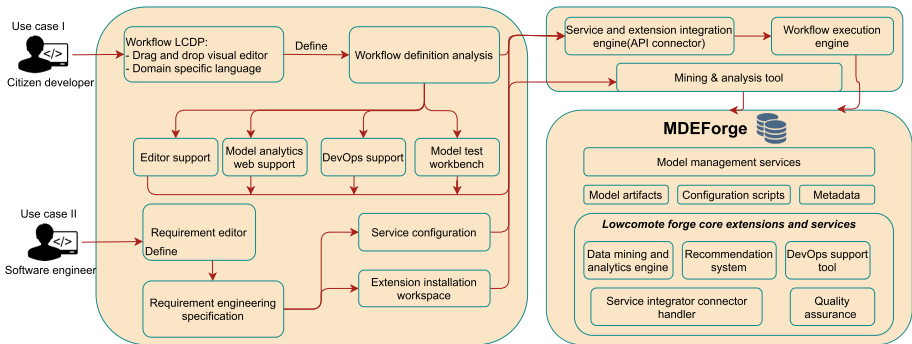 Use case I
Citizen developer
Workflow LCDP:
- Drag and drop visual editor
- Domain specific language
Define
Workflow definition analysis
Editor support
Model analytics
web support
DevOps support
Model test
workbench
Use case II
Software engineer
Requirement editor
Define
Requirement engineering
specification
Service configuration
Extension installation
workspace
Service and extension integration
engine(API connector)
Workflow execution
engine
Mining & analysis tool
MDEForge
Model management services
Model artifacts
Configuration scripts
Metadata
Lowcomote forge core extensions and services
Data mining and
analytics engine
Recommendation
system
DevOps support
tool
Service integrator connector
handler
Quality
assurance